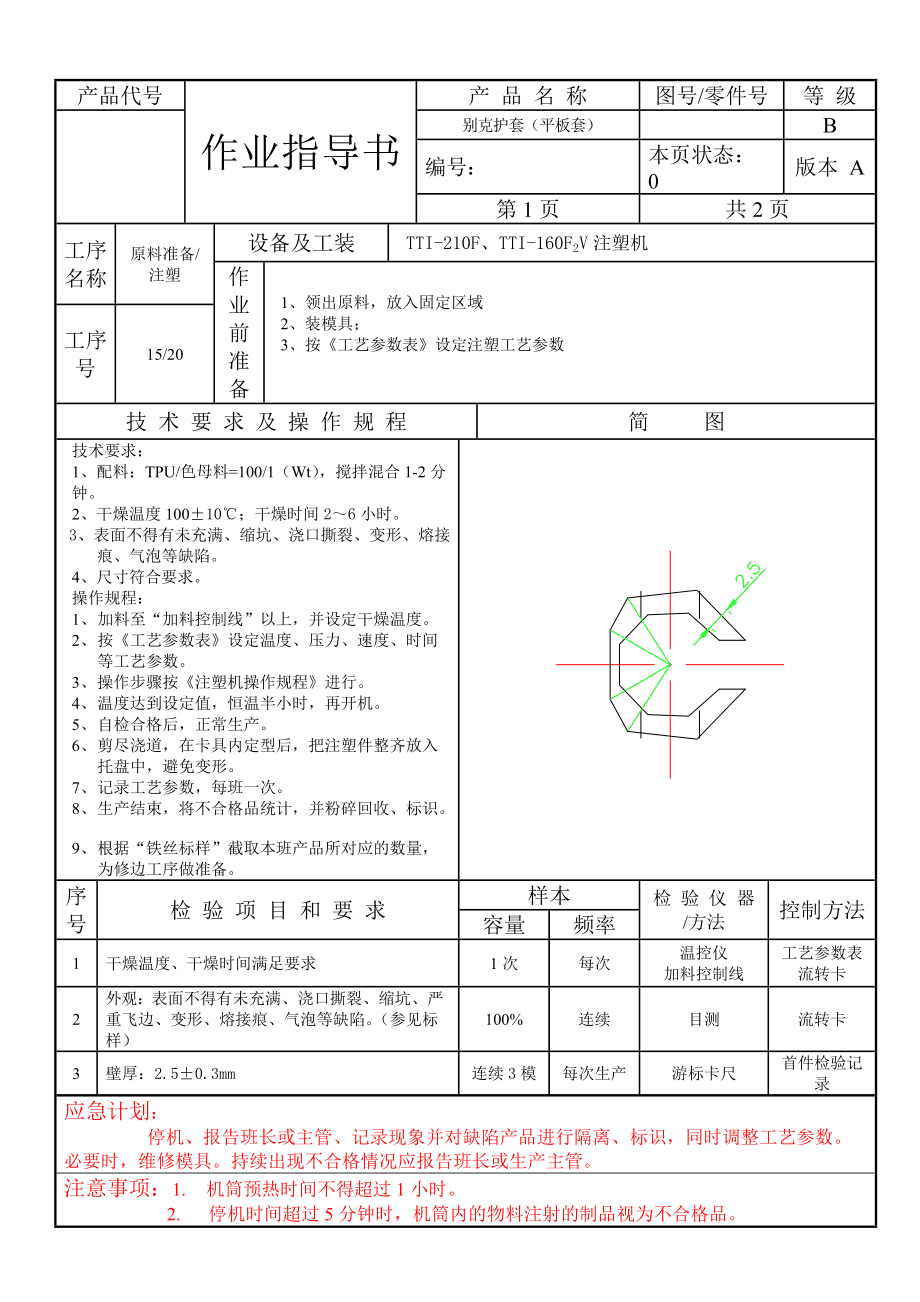 产品代号
作业指导书
产 品 名 称
图号/零件号
等 级
别克护套（平板套）
B
编号：
本页状态：
0
版本 A
第 1 页
共 2 页
工序
名称
原料准备/
注塑
设备及工装
TTI-210F、TTI-160F2V 注塑机
作
业
前
准
备
1、领出原料，放入固定区域
2、装模具；
3、按《工艺参数表》设定注塑工艺参数
工序
号
15/20
技 术 要 求 及 操 作 规 程
简 图
技术要求：
1、配料：TPU/色母料=100/1（Wt），搅拌混合 1-2 分
钟。
2、干燥温度 100±10℃；干燥时间 2～6 小时。
3、表面不得有未充满、缩坑、浇口撕裂、变形、熔接
痕、气泡等缺陷。
4、尺寸符合要求。
操作规程：
1、加料至“加料控制线”以上，并设定干燥温度。
2、按《工艺参数表》设定温度、压力、速度、时间
等工艺参数。
3、操作步骤按《注塑机操作规程》进行。
4、温度达到设定值，恒温半小时，再开机。
5、自检合格后，正常生产。
6、剪尽浇道，在卡具内定型后，把注塑件整齐放入
托盘中，避免变形。
7、记录工艺参数，每班一次。
8、生产结束，将不合格品统计，并粉碎回收、标识。
9、根据“铁丝标样”截取本班产品所对应的数量，
为修边工序做准备。
2.5
序
号
检 验 项 目 和 要 求
样本
容量
频率
检 验 仪 器
/方法
控制方法
1
干燥温度、干燥时间满足要求
1 次
每次
温控仪
加料控制线
工艺参数表
流转卡
2
外观：表面不得有未充满、浇口撕裂、缩坑、严
重飞边、变形、熔接痕、气泡等缺陷。（参见标
样）
100%
连续
目测
流转卡
3
壁厚：2.5±0.3mm
连续 3 模
每次生产
游标卡尺
首件检验记
录
应急计划：
停机、报告班长或主管、记录现象并对缺陷产品进行隔离、标识，同时调整工艺参数。
必要时，维修模具。持续出现不合格情况应报告班长或生产主管。
注意事项：1. 机筒预热时间不得超过 1 小时。
2. 停机时间超过 5 分钟时，机筒内的物料注射的制品视为不合格品。